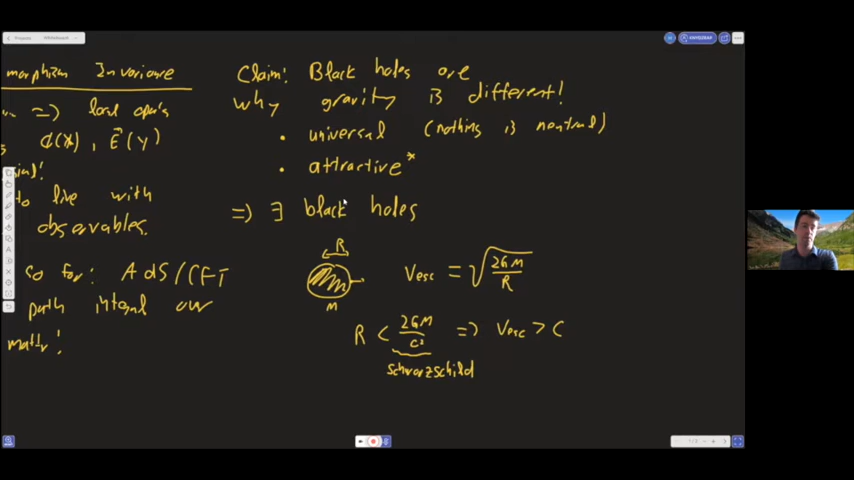 morphism Invariance
=> local op's
ϕ(x), E⃗(y)
to live with
observables.
so far: AdS/CFT
path integral over
matter!
Claim: Black holes are
why gravity is different!
• universal (nothing is neutral)
• attractive*
=> ∃ black holes
R
M
Vesc = √(2GM/R)
R < 2GM/c² => Vesc > C
Schwarzschild